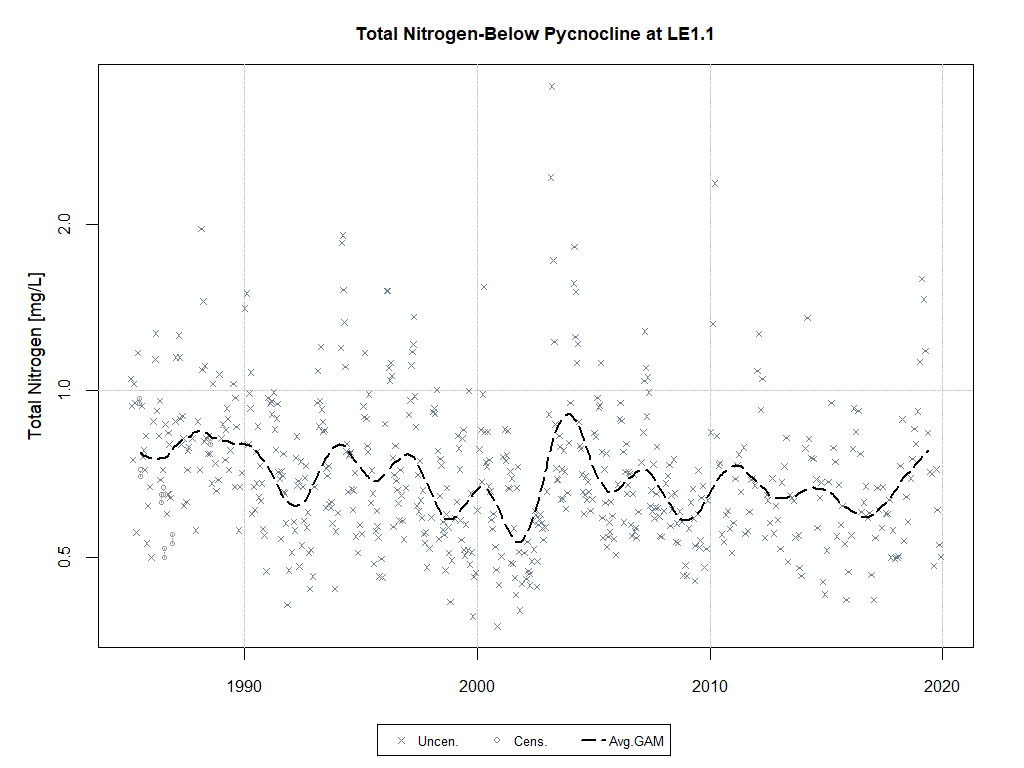 Total Nitrogen-Below Pycnocline at LE1.1
Total Nitrogen [mg/L]
2.0
1.0
0.5
1990 2000 2010 2020
Uncen. Cens. Avg.GAM